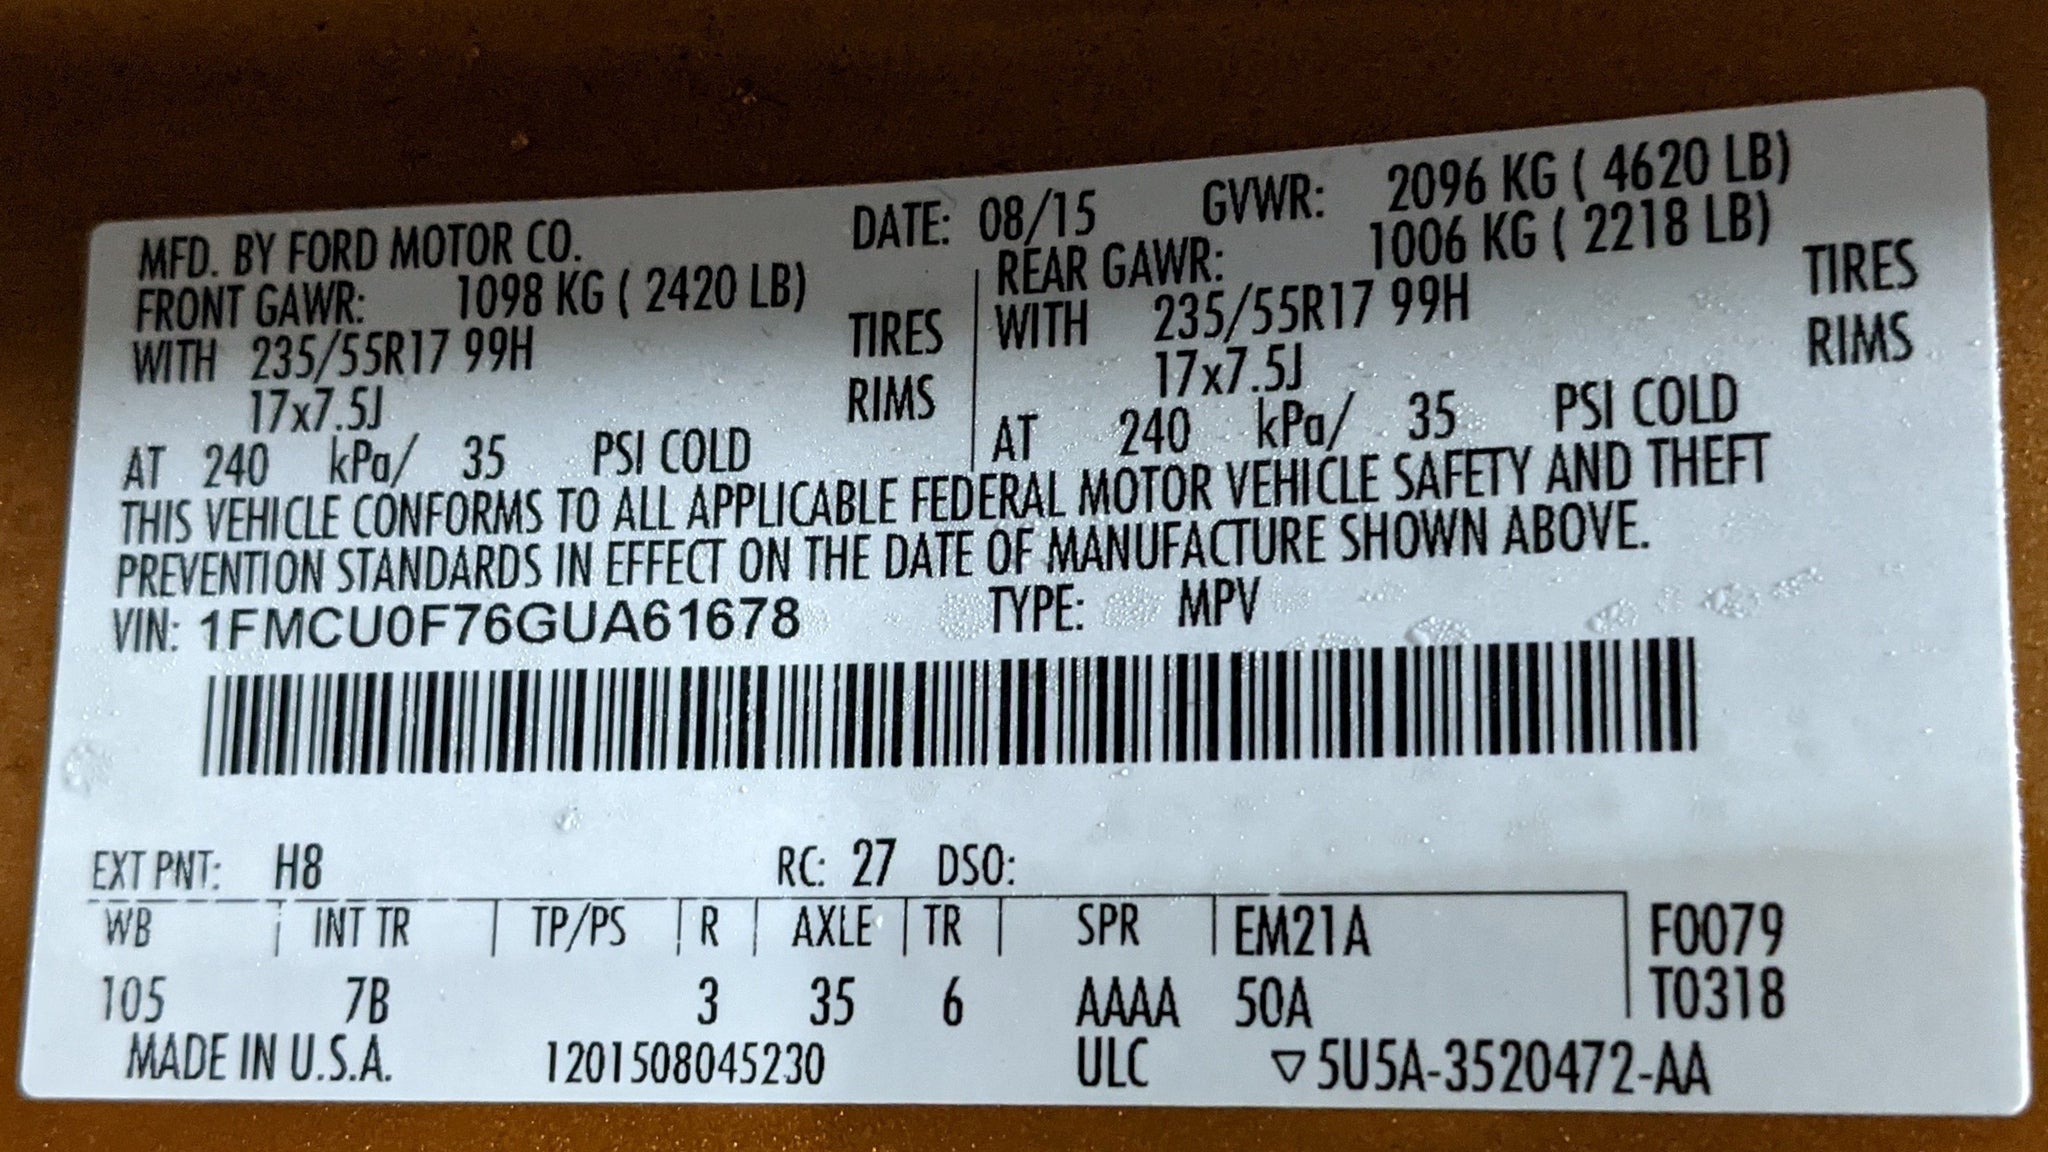 MFD. BY FORD MOTOR CO. DATE: 08/15 GVWR: 2096 KG ( 4620 LB)
FRONT GAWR: 1098 KG ( 2420 LB) REAR GAWR: 1006 KG ( 2218 LB)
WITH 235/55R17 99H TIRES WITH 235/55R17 99H TIRES
17x7.5J RIMS 17x7.5J RIMS
AT 240 kPa/ 35 PSI COLD AT 240 kPa/ 35 PSI COLD
THIS VEHICLE CONFORMS TO ALL APPLICABLE FEDERAL MOTOR VEHICLE SAFETY AND THEFT
PREVENTION STANDARDS IN EFFECT ON THE DATE OF MANUFACTURE SHOWN ABOVE.
VIN: 1FMCU0F76GUA61678 TYPE: MPV
EXT PNT: H8 RC: 27 DSO:
WB INT TR TP/PS R AXLE TR SPR EM21A F0079
105 7B 3 35 6 AAAA 50A T0318
MADE IN U.S.A. 1201508045230 ULC ▽5U5A-3520472-AA